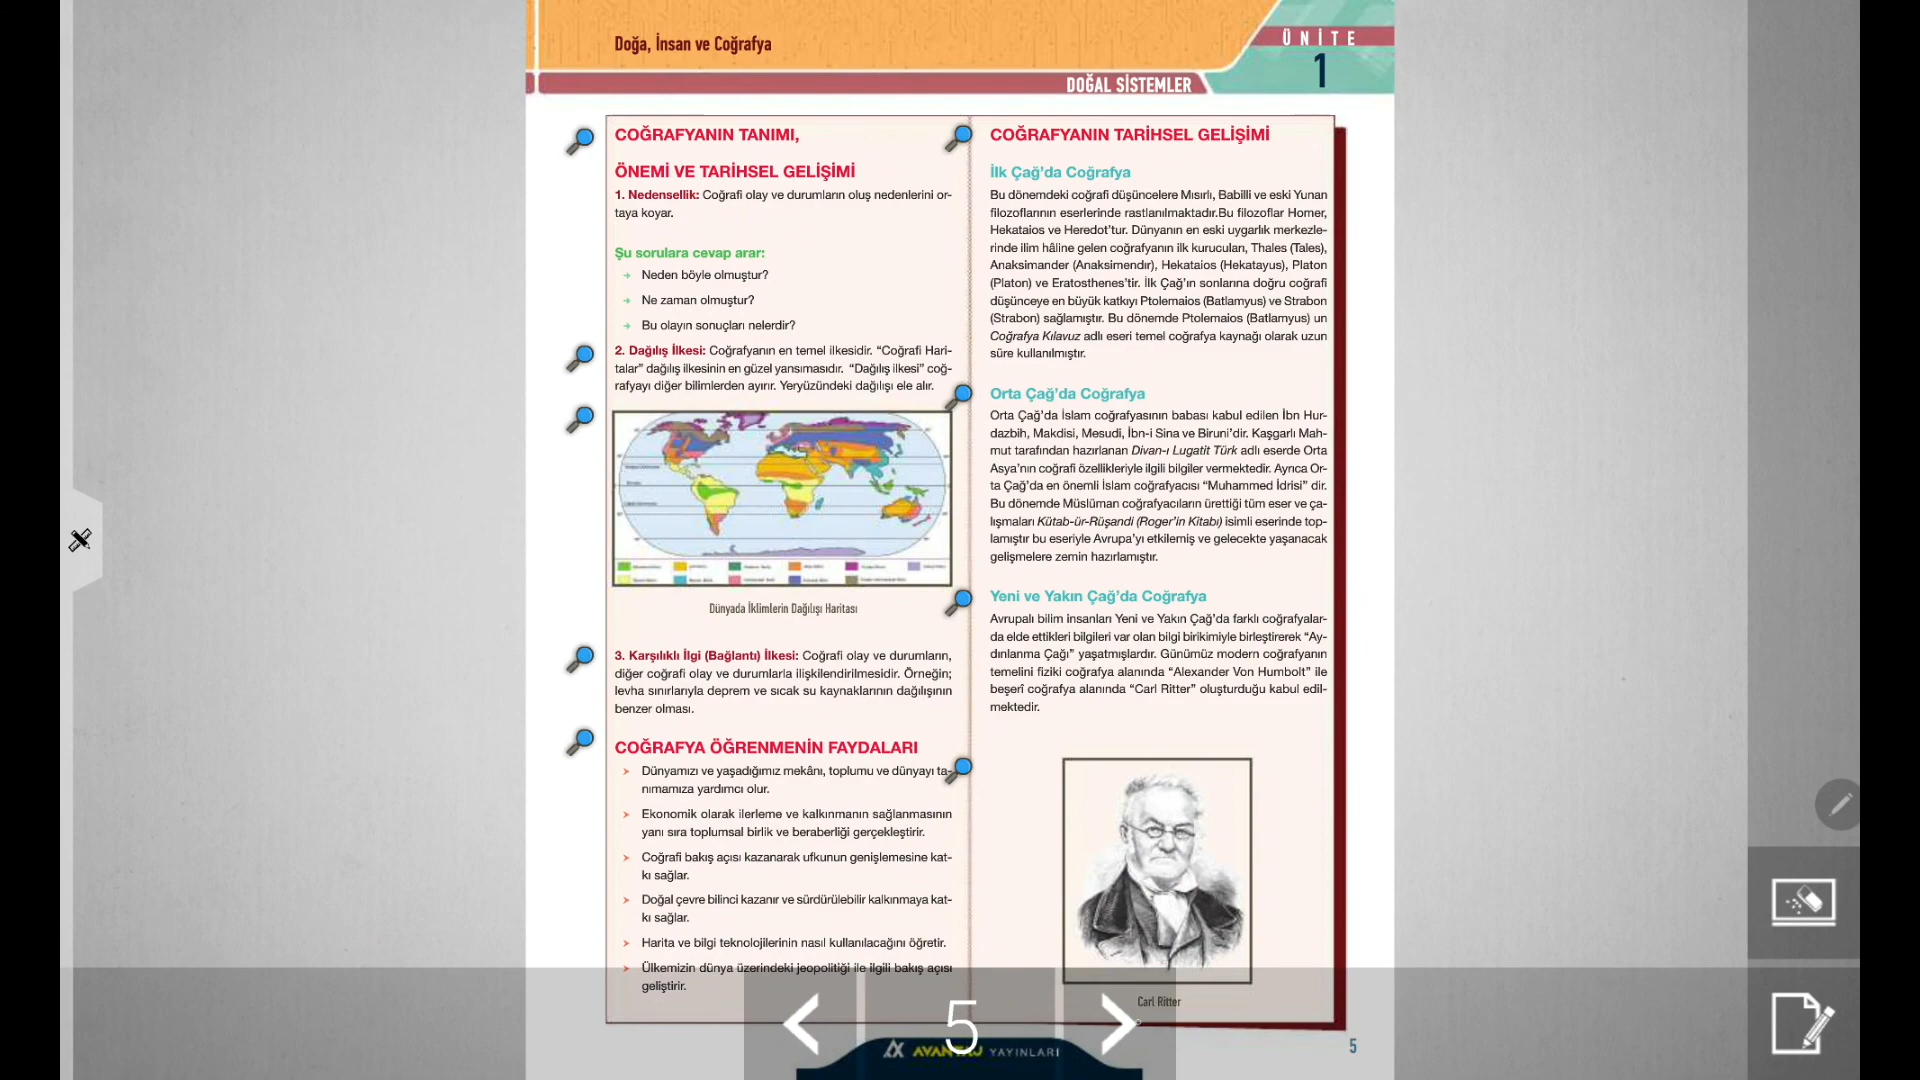 Doğa, İnsan ve Coğrafya
ÜNİTE
1
DOĞAL SİSTEMLER
COĞRAFYANIN TANIMI,
ÖNEMİ VE TARİHSEL GELİŞİMİ
1. Nedensellik: Coğrafi olay ve durumların oluş nedenlerini or-
taya koyar.
Şu sorulara cevap arar:
Neden böyle olmuştur?
Ne zaman olmuştur?
Bu olayın sonuçları nelerdir?
2. Dağılış İlkesi: Coğrafyanın en temel ilkesidir. “Coğrafi Hari-
talar” dağılış ilkesinin en güzel yansımasıdır. “Dağılış ilkesi” coğ-
rafyayı diğer bilimlerden ayırır. Yeryüzündeki dağılışı ele alır.
Dünyada İklimlerin Dağılışı Haritası
3. Karşılıklı İlgi (Bağlantı) İlkesi: Coğrafi olay ve durumların,
diğer coğrafi olay ve durumlarla ilişkilendirilmesidir. Örneğin;
levha sınırlarıyla deprem ve sıcak su kaynaklarının dağılışının
benzer olması.
COĞRAFYA ÖĞRENMENİN FAYDALARI
Dünyamızı ve yaşadığımız mekânı, toplumu ve dünyayı ta-
nımamıza yardımcı olur.
Ekonomik olarak ilerleme ve kalkınmanın sağlanmasının
yanı sıra toplumsal birlik ve beraberliği gerçekleştirir.
Coğrafi bakış açısı kazanarak ufkunun genişlemesine kat-
kı sağlar.
Doğal çevre bilinci kazanır ve sürdürülebilir kalkınmaya kat-
kı sağlar.
Harita ve bilgi teknolojilerinin nasıl kullanılacağını öğretir.
Ülkemizin dünya üzerindeki jeopolitiği ile ilgili bakış açısı
geliştirir.
COĞRAFYANIN TARİHSEL GELİŞİMİ
İlk Çağ’da Coğrafya
Bu dönemdeki coğrafi düşüncelere Mısırlı, Babilli ve eski Yunan
filozoflarının eserlerinde rastlanılmaktadır.Bu filozoflar Homer,
Hekataios ve Heredot’tur. Dünyanın en eski uygarlık merkezle-
rinde ilim hâline gelen coğrafyanın ilk kurucuları, Thales (Tales),
Anaksimander (Anaksimendır), Hekataios (Hekatayus), Platon
(Platon) ve Eratosthenes’tir. İlk Çağ’ın sonlarına doğru coğrafi
düşünceye en büyük katkıyı Ptolemaios (Batlamyus) ve Strabon
(Strabon) sağlamıştır. Bu dönemde Ptolemaios (Batlamyus) un
Coğrafya Kılavuz adlı eseri temel coğrafya kaynağı olarak uzun
süre kullanılmıştır.
Orta Çağ’da Coğrafya
Orta Çağ’da İslam coğrafyasının babası kabul edilen İbn Hur-
dazbih, Makdisi, Mesudi, İbn-i Sina ve Biruni’dir. Kaşgarlı Mah-
mut tarafından hazırlanan Divan-ı Lugatit Türk adlı eserde Orta
Asya’nın coğrafi özellikleriyle ilgili bilgiler vermektedir. Ayrıca Or-
ta Çağ’da en önemli İslam coğrafyacısı “Muhammed İdrisi” dir.
Bu dönemde Müslüman coğrafyacıların ürettiği tüm eser ve ça-
lışmaları Kütab-ür-Rüşandi (Roger’in Kitabı) isimli eserinde top-
lamıştır bu eseriyle Avrupa’yı etkilemiş ve gelecekte yaşanacak
gelişmelere zemin hazırlamıştır.
Yeni ve Yakın Çağ’da Coğrafya
Avrupalı bilim insanları Yeni ve Yakın Çağ’da farklı coğrafyalar-
da elde ettikleri bilgileri var olan bilgi birikimiyle birleştirerek “Ay-
dınlanma Çağı” yaşatmışlardır. Günümüz modern coğrafyanın
temelini fiziki coğrafya alanında “Alexander Von Humbolt” ile
beşerî coğrafya alanında “Carl Ritter” oluşturduğu kabul edil-
mektedir.
Carl Ritter
5
AVANTAJ YAYINLARI
5